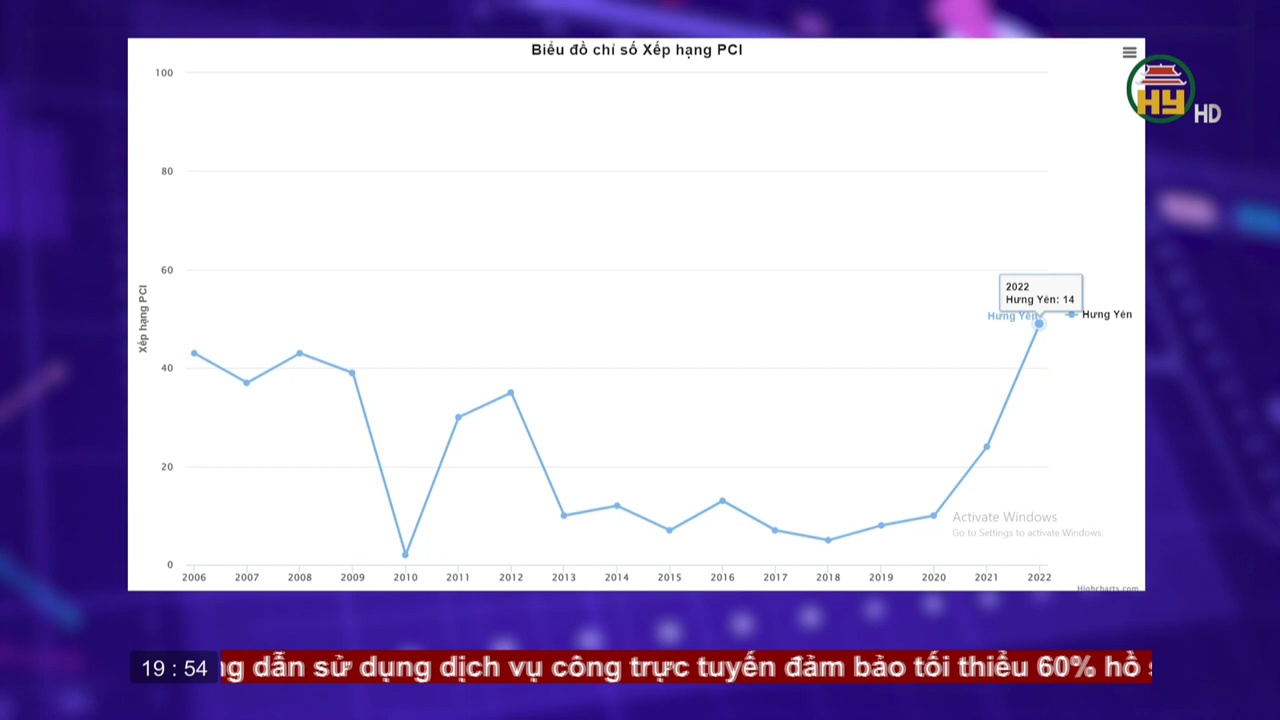 Biểu đồ chỉ số Xếp hạng PCI
HY
HD
100
80
60
40
20
0
Xếp hạng PCI
2022
Hưng Yên: 14
Hưng Yên
Hưng Yên
Activate Windows
Go to Settings to activate Windows.
2006 2007 2008 2009 2010 2011 2012 2013 2014 2015 2016 2017 2018 2019 2020 2021 2022
Highcharts.com
19 : 54
ng dẫn sử dụng dịch vụ công trực tuyến đảm bảo tối thiểu 60% hồ